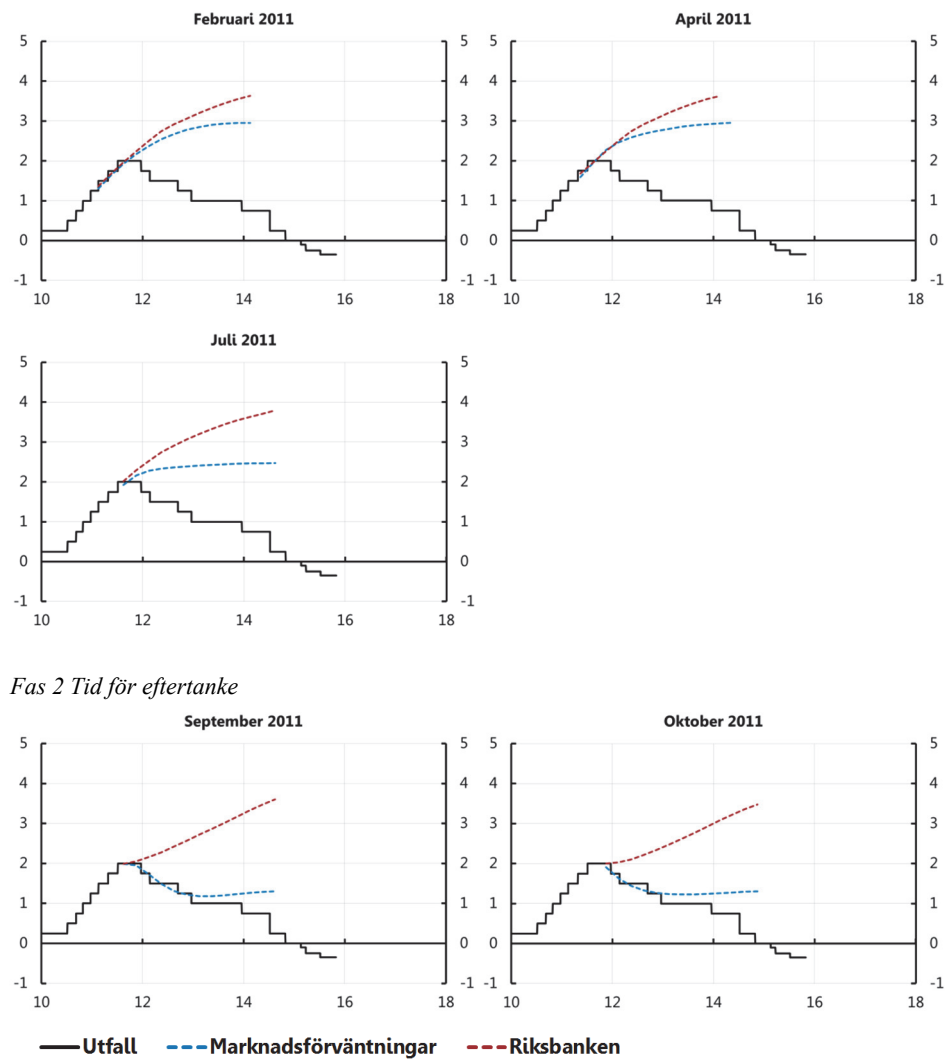 Februari 2011
April 2011
5 5 5 5
4 4 4 4
3 3 3 3
2 2 2 2
1 1 1 1
0 0 0 0
-1 -1 -1 -1
10 12 14 16 18 10 12 14 16 18
Juli 2011
5 5
4 4
3 3
2 2
1 1
0 0
-1 -1
10 12 14 16 18
Fas 2 Tid för eftertanke
September 2011
Oktober 2011
5 5 5 5
4 4 4 4
3 3 3 3
2 2 2 2
1 1 1 1
0 0 0 0
-1 -1 -1 -1
10 12 14 16 18 10 12 14 16 18
Utfall Marknadsförväntningar Riksbanken